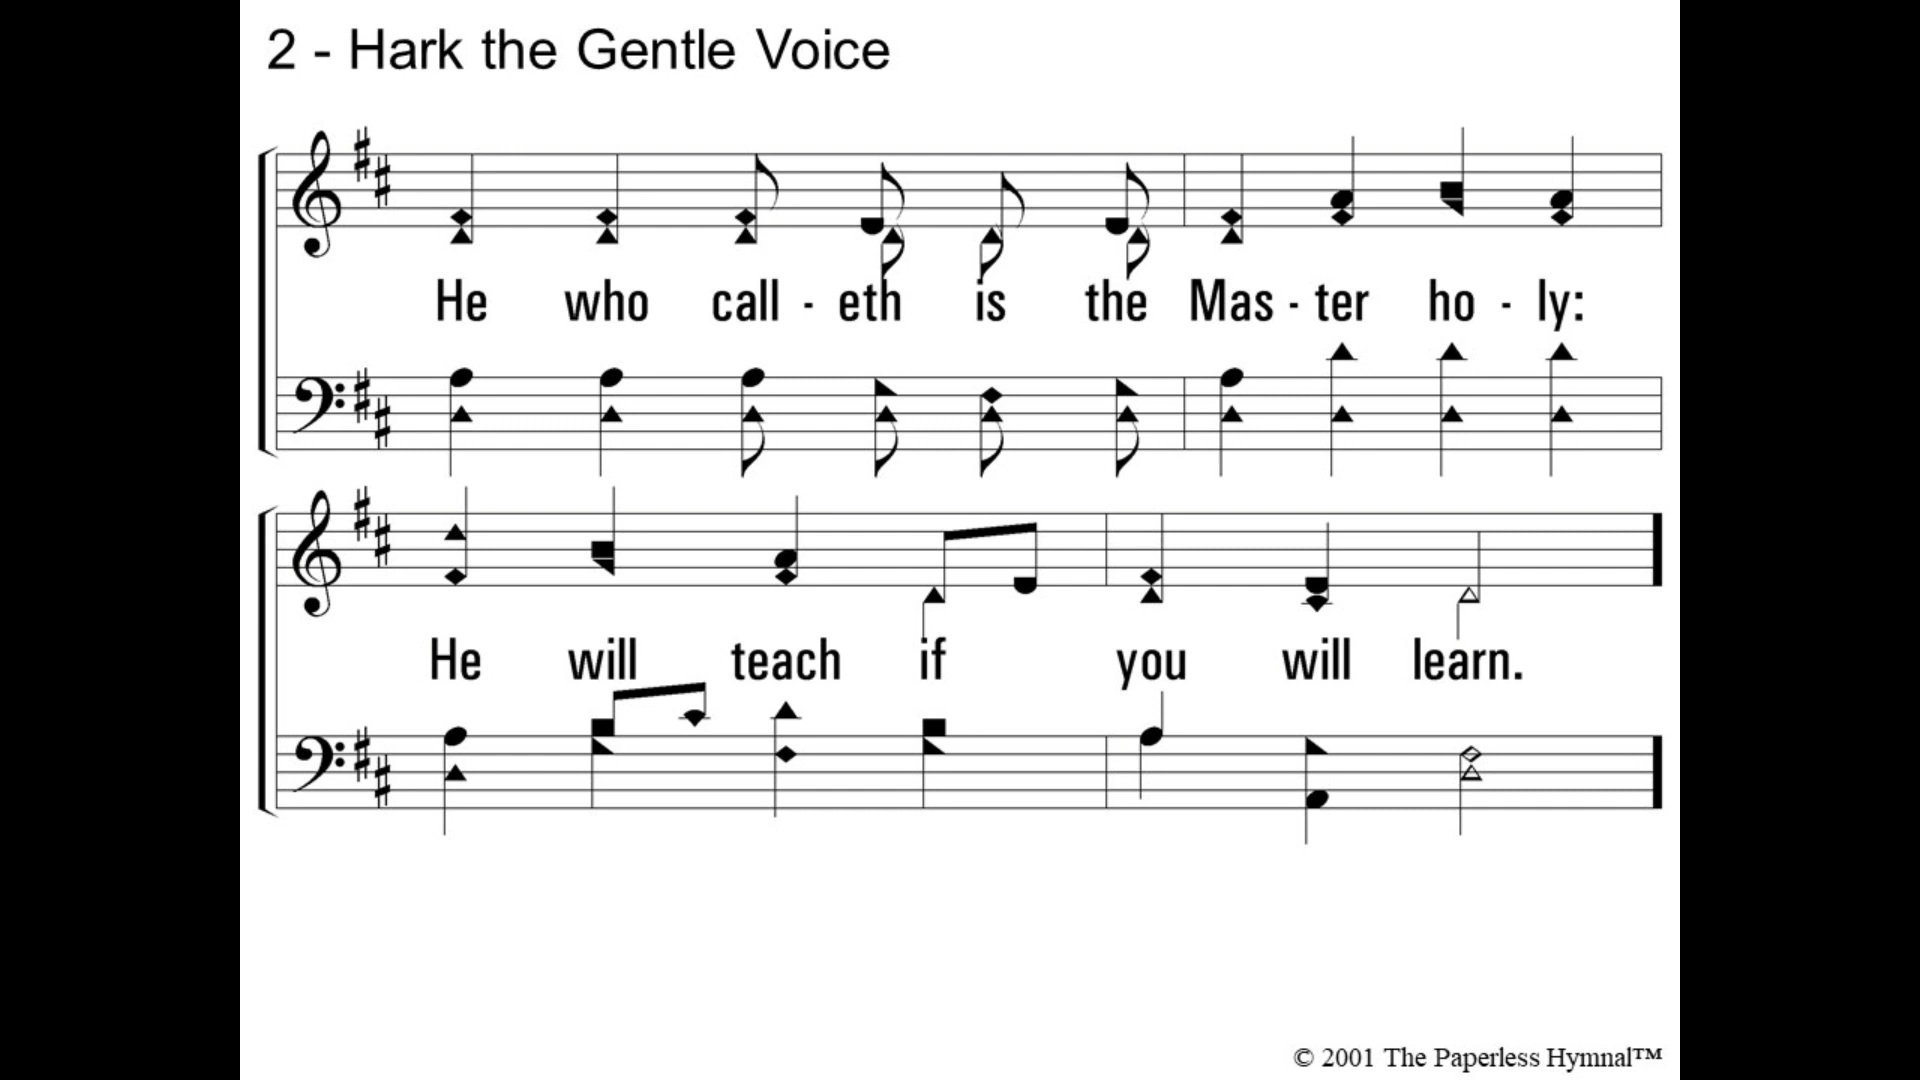 2 - Hark the Gentle Voice
He who call - eth is the Mas - ter ho - ly:
He will teach if you will learn.
© 2001 The Paperless Hymnal™